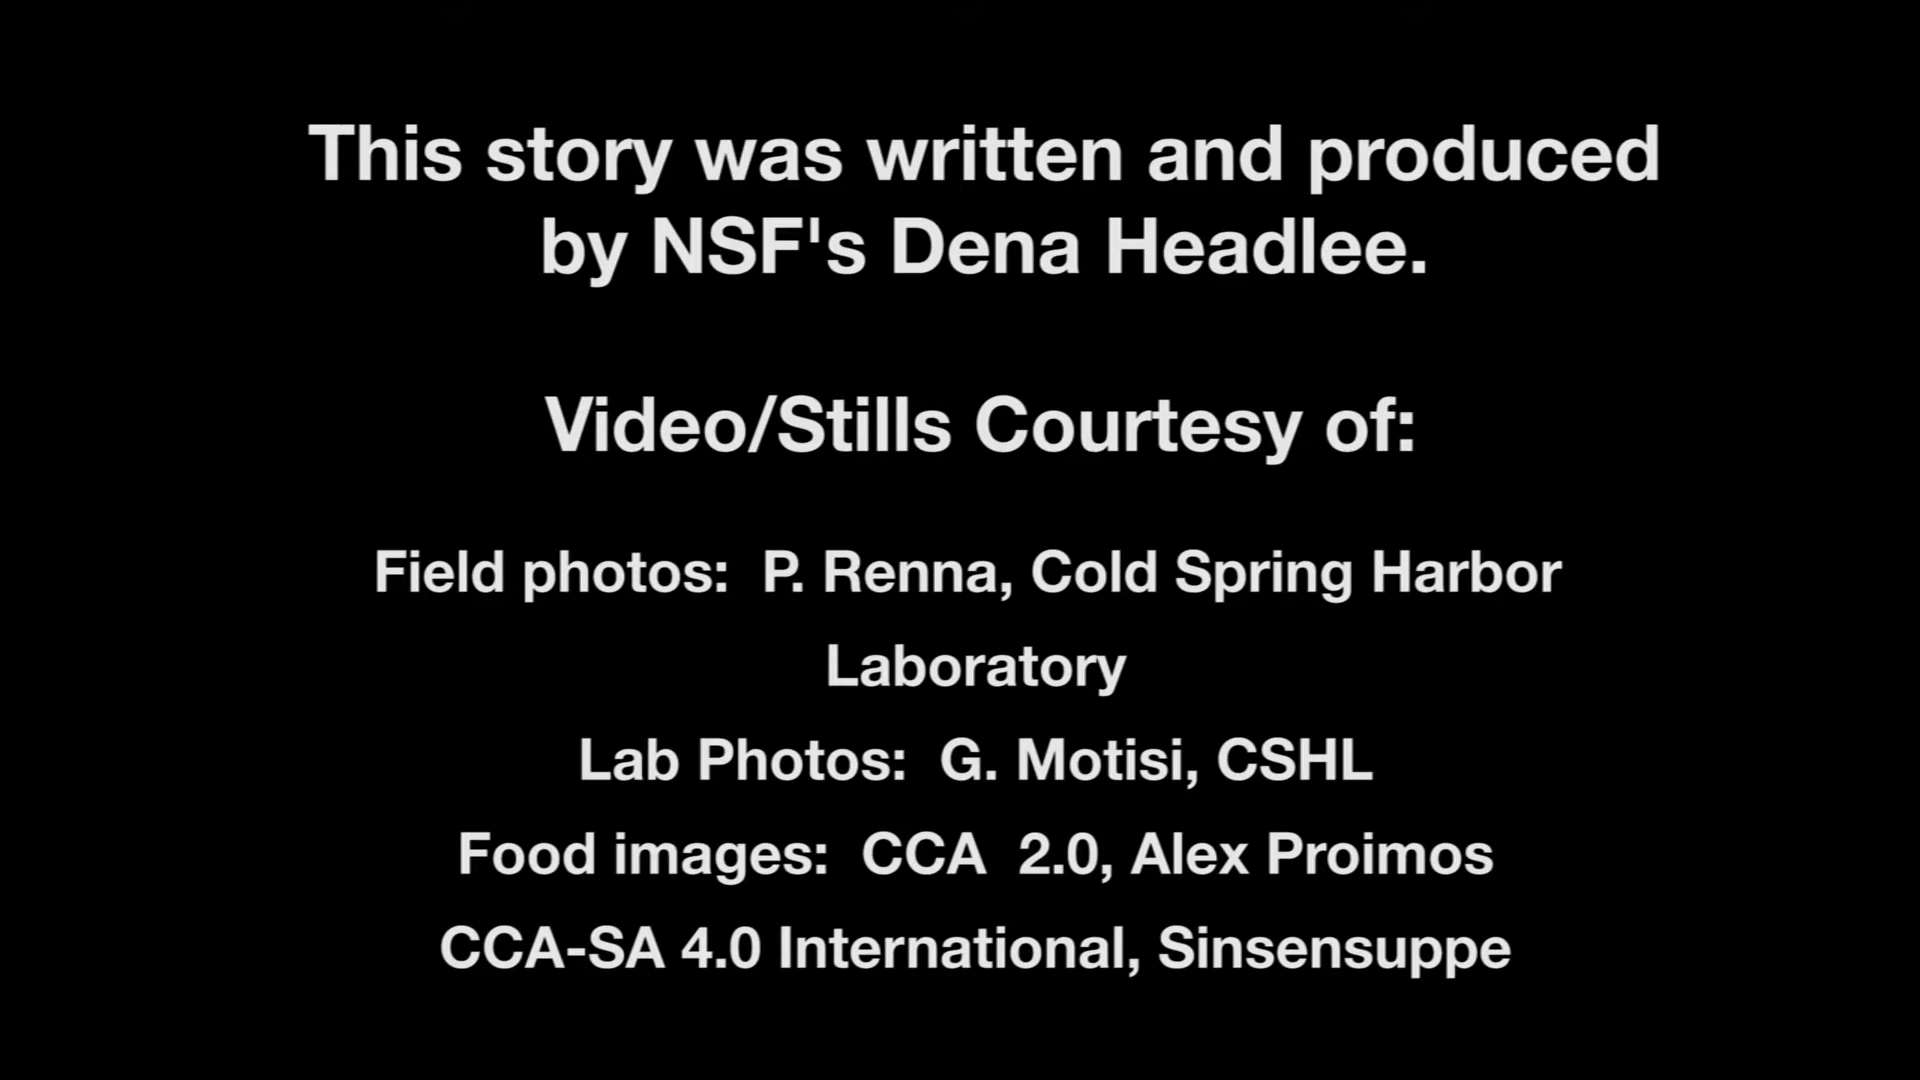 This story was written and produced
by NSF's Dena Headlee.
Video/Stills Courtesy of:
Field photos:  P. Renna, Cold Spring Harbor
Laboratory
Lab Photos:  G. Motisi, CSHL
Food images:  CCA  2.0, Alex Proimos
CCA-SA 4.0 International, Sinsensuppe